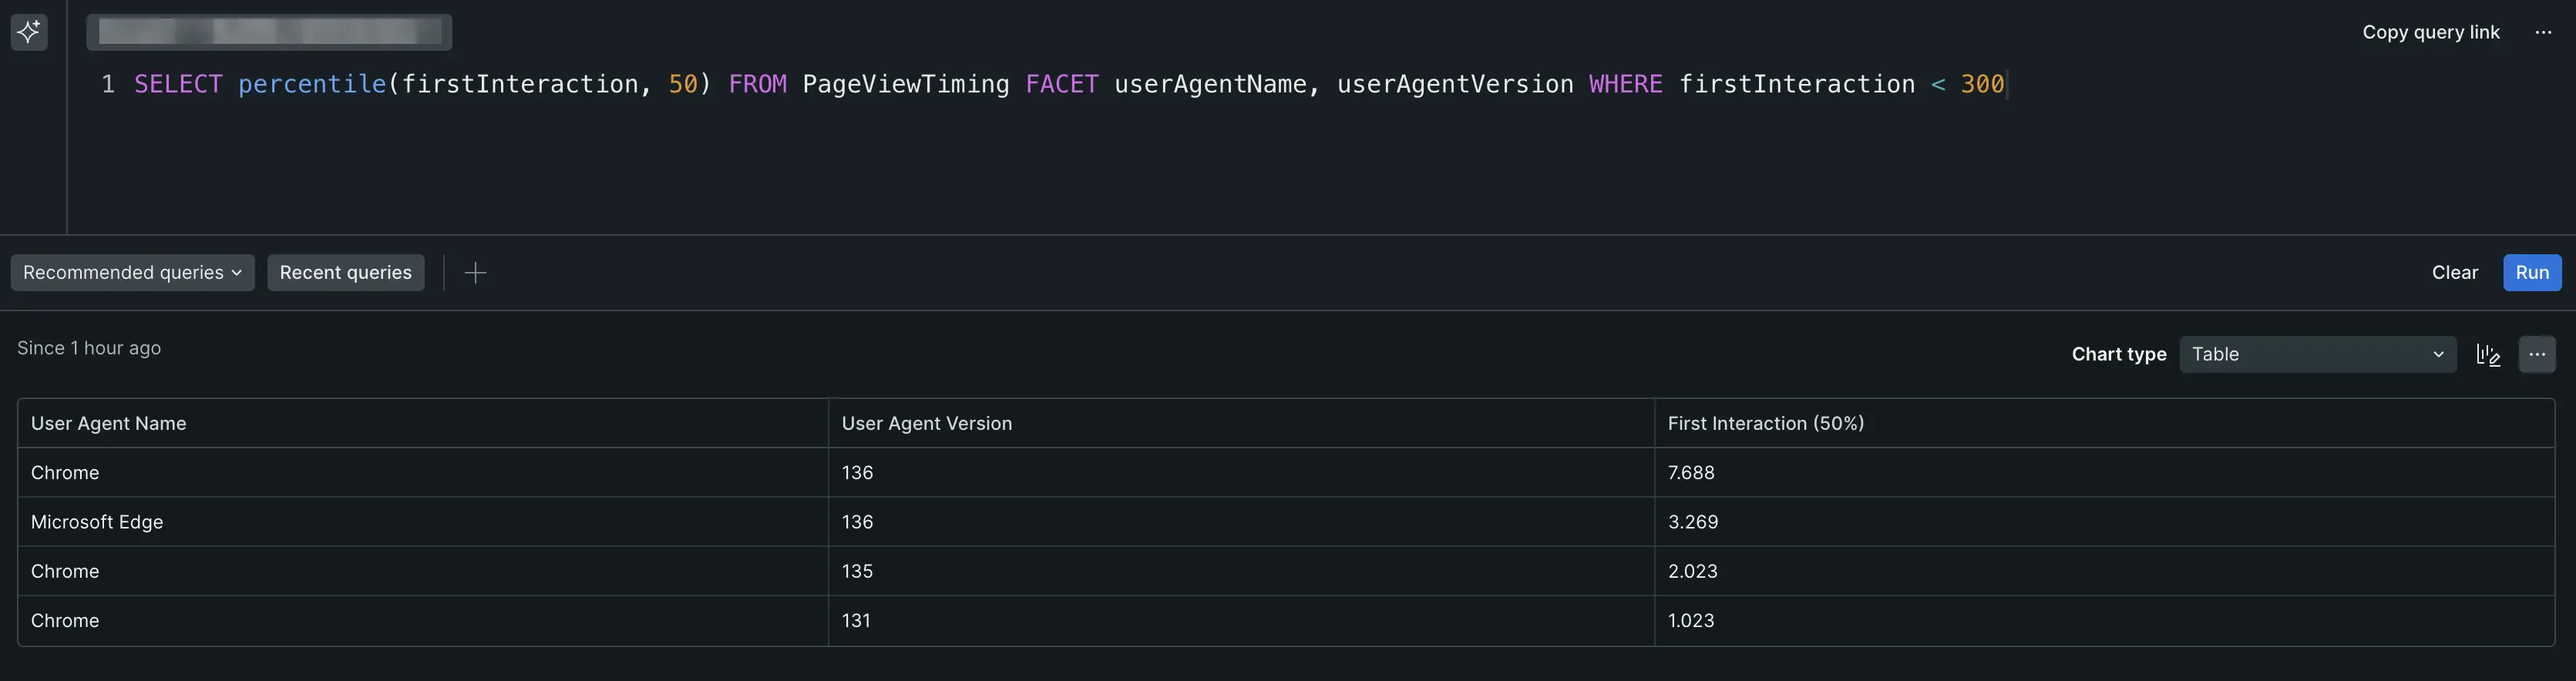 Copy query link
1 SELECT percentile(firstInteraction, 50) FROM PageViewTiming FACET userAgentName, userAgentVersion WHERE firstInteraction < 300
Recommended queries Recent queries Clear Run
Since 1 hour ago
Chart type Table
User Agent Name User Agent Version First Interaction (50%)
Chrome 136 7.688
Microsoft Edge 136 3.269
Chrome 135 2.023
Chrome 131 1.023